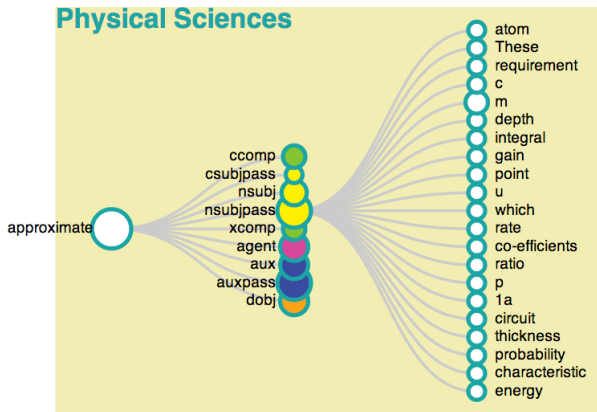 Physical Sciences
approximate
ccomp
csubjpass
nsubj
nsubjpass
xcomp
agent
aux
auxpass
dobj
atom
These
requirement
c
m
depth
integral
gain
point
u
which
rate
co-efficients
ratio
p
1a
circuit
thickness
probability
characteristic
energy